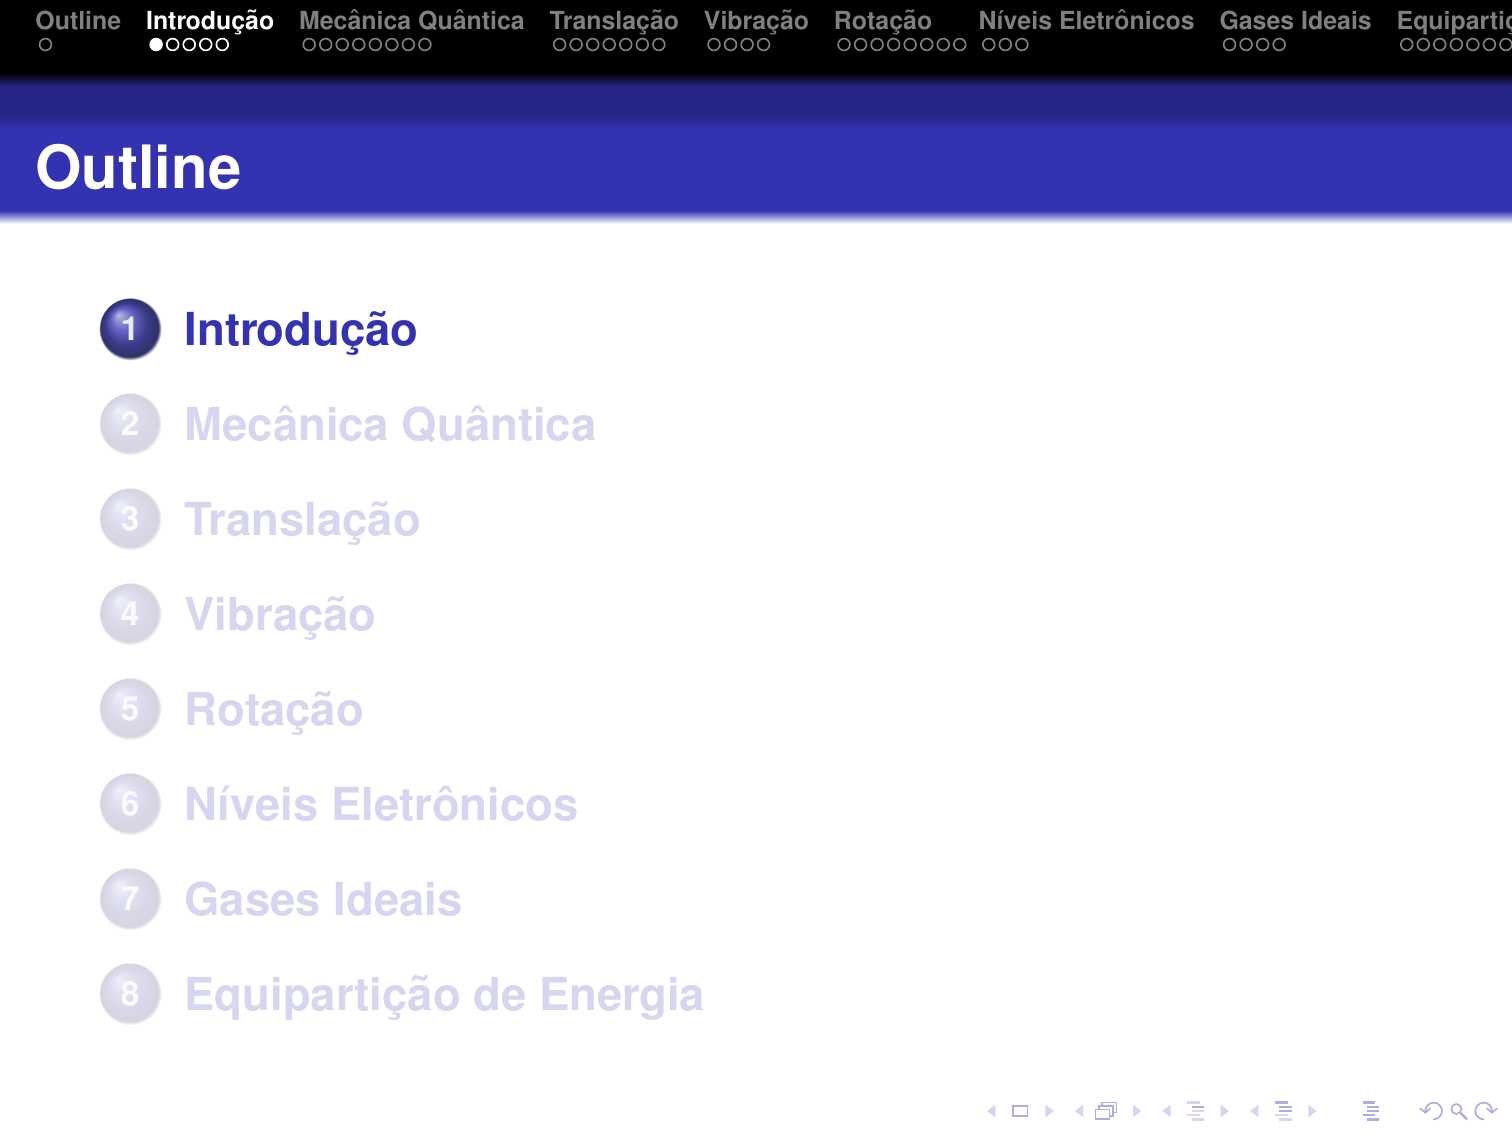 Outline Introdução Mecânica Quântica Translação Vibração Rotação Níveis Eletrônicos Gases Ideais Equipartiç
Outline
1 Introdução
2 Mecânica Quântica
3 Translação
4 Vibração
5 Rotação
6 Níveis Eletrônicos
7 Gases Ideais
8 Equipartição de Energia